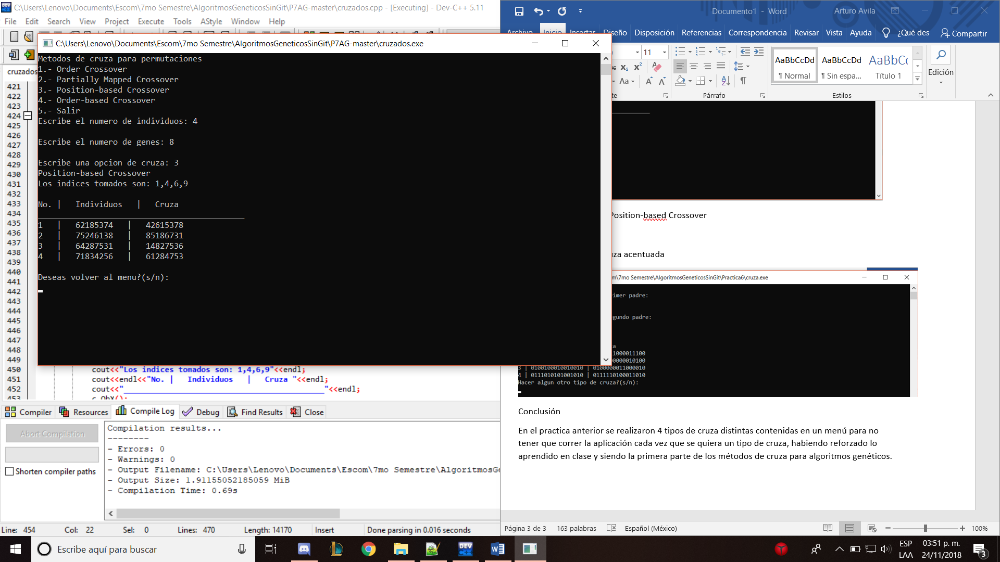 C:\Users\Lenovo\Documents\Escom\7mo Semestre\AlgoritmosGeneticosSinGit\P7AG-master\cruzados.cpp - [Executing] - Dev-C++ 5.11
File Edit Search View Project Execute Tools AStyle Window Help
cruzados
421
422
423
424
425
426
427
428
429
430
431
432
433
434
435
436
437
438
439
440
441
442
443
444
445
446
447
448
449
450 cout<<"Los indices tomados son: 1,4,6,9"<<endl;
451 cout<<endl<<"No. | Individuos | Cruza "<<endl;
452 cout<<"__________________________________________"<<endl;
453 c.ObX();
C:\Users\Lenovo\Documents\Escom\7mo Semestre\AlgoritmosGeneticosSinGit\P7AG-master\cruzados.exe
Metodos de cruza para permutaciones
1.- Order Crossover
2.- Partially Mapped Crossover
3.- Position-based Crossover
4.- Order-based Crossover
5.- Salir
Escribe el numero de individuos: 4
Escribe el numero de genes: 8
Escribe una opcion de cruza: 3
Position-based Crossover
Los indices tomados son: 1,4,6,9
No. | Individuos | Cruza
____________________________________________
1 | 62185374 | 42615378
2 | 75246138 | 85186731
3 | 64287531 | 14827536
4 | 71834256 | 61284753
Deseas volver al menu?(s/n):
Compiler Resources Compile Log Debug Find Results Close
Abort Compilation
Shorten compiler paths
Compilation results...
--------
- Errors: 0
- Warnings: 0
- Output Filename: C:\Users\Lenovo\Documents\Escom\7mo Semestre\AlgoritmosGe
- Output Size: 1.91155052185059 MiB
- Compilation Time: 0.69s
Line: 454 Col: 22 Sel: 0 Lines: 470 Length: 14170 Insert Done parsing in 0.016 seconds
Documento1 - Word Arturo Avila
Archivo Inicio Insertar Diseño Disposición Referencias Correspondencia Revisar Vista Ayuda ¿Qué des Compartir
11
AaBbCcDd AaBbCcDd AaBbCc
¶ Normal ¶ Sin espa... Título 1
Edición
te Párrafo Estilos
Position-based Crossover
za acentuada
m\7mo Semestre\AlgoritmosGeneticosSinGit\Practica6\cruza.exe
imer padre:
gundo padre:
a
1000011100
0000010100
3 | 0100100010010010 | 0100000011000010
4 | 0111010101001010 | 0111110100011010
Hacer algun otro tipo de cruza?(s/n):
Conclusión
En el practica anterior se realizaron 4 tipos de cruza distintas contenidas en un menú para no
tener que correr la aplicación cada vez que se quiera un tipo de cruza, habiendo reforzado lo
aprendido en clase y siendo la primera parte de los métodos de cruza para algoritmos genéticos.
Página 3 de 3 163 palabras Español (México) 100%
Escribe aquí para buscar
ESP
LAA
03:51 p. m.
24/11/2018
3